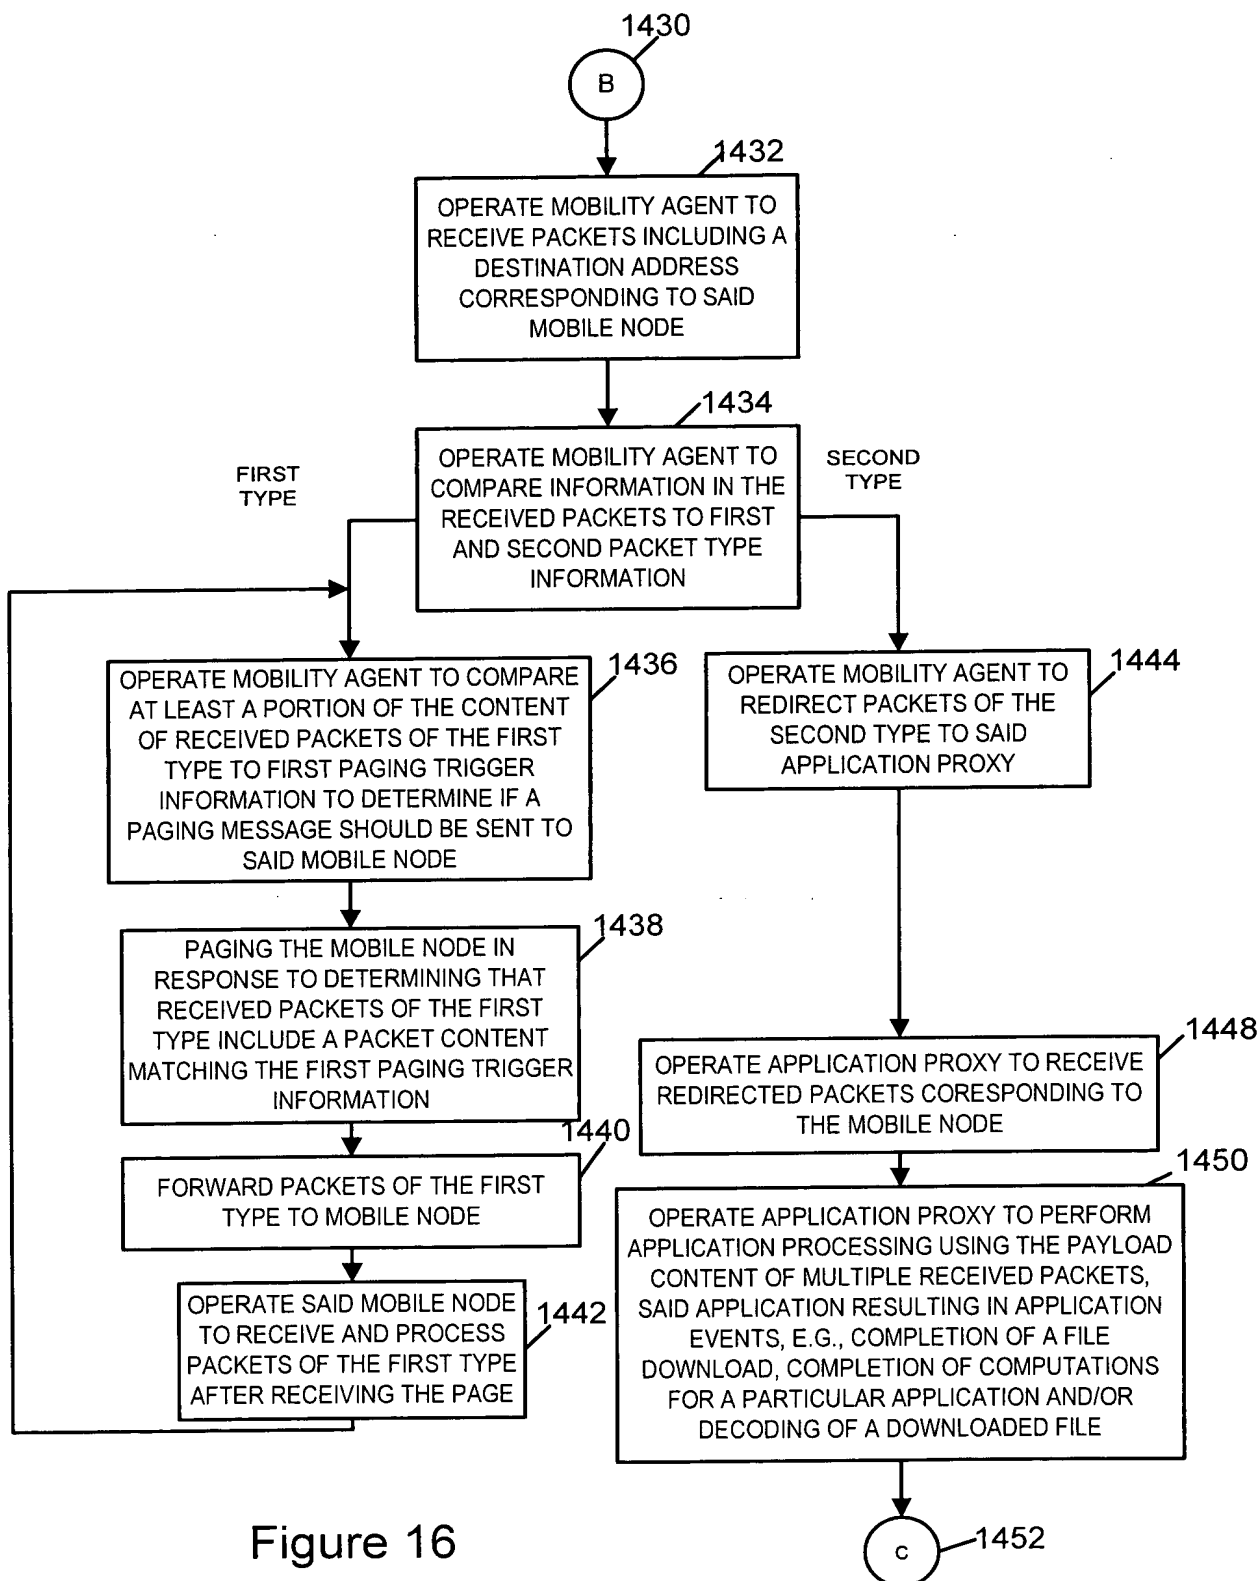 1430
B
1432
OPERATE MOBILITY AGENT TO
RECEIVE PACKETS INCLUDING A
DESTINATION ADDRESS
CORRESPONDING TO SAID
MOBILE NODE
1434
OPERATE MOBILITY AGENT TO
COMPARE INFORMATION IN THE
RECEIVED PACKETS TO FIRST
AND SECOND PACKET TYPE
INFORMATION
FIRST
TYPE
SECOND
TYPE
1436
OPERATE MOBILITY AGENT TO COMPARE
AT LEAST A PORTION OF THE CONTENT
OF RECEIVED PACKETS OF THE FIRST
TYPE TO FIRST PAGING TRIGGER
INFORMATION TO DETERMINE IF A
PAGING MESSAGE SHOULD BE SENT TO
SAID MOBILE NODE
1444
OPERATE MOBILITY AGENT TO
REDIRECT PACKETS OF THE
SECOND TYPE TO SAID
APPLICATION PROXY
1438
PAGING THE MOBILE NODE IN
RESPONSE TO DETERMINING THAT
RECEIVED PACKETS OF THE FIRST
TYPE INCLUDE A PACKET CONTENT
MATCHING THE FIRST PAGING TRIGGER
INFORMATION
1448
OPERATE APPLICATION PROXY TO RECEIVE
REDIRECTED PACKETS CORESPONDING TO
THE MOBILE NODE
1440
FORWARD PACKETS OF THE FIRST
TYPE TO MOBILE NODE
1450
OPERATE APPLICATION PROXY TO PERFORM
APPLICATION PROCESSING USING THE PAYLOAD
CONTENT OF MULTIPLE RECEIVED PACKETS,
SAID APPLICATION RESULTING IN APPLICATION
EVENTS, E.G., COMPLETION OF A FILE
DOWNLOAD, COMPLETION OF COMPUTATIONS
FOR A PARTICULAR APPLICATION AND/OR
DECODING OF A DOWNLOADED FILE
1442
OPERATE SAID MOBILE NODE
TO RECEIVE AND PROCESS
PACKETS OF THE FIRST TYPE
AFTER RECEIVING THE PAGE
Figure 16
C
1452